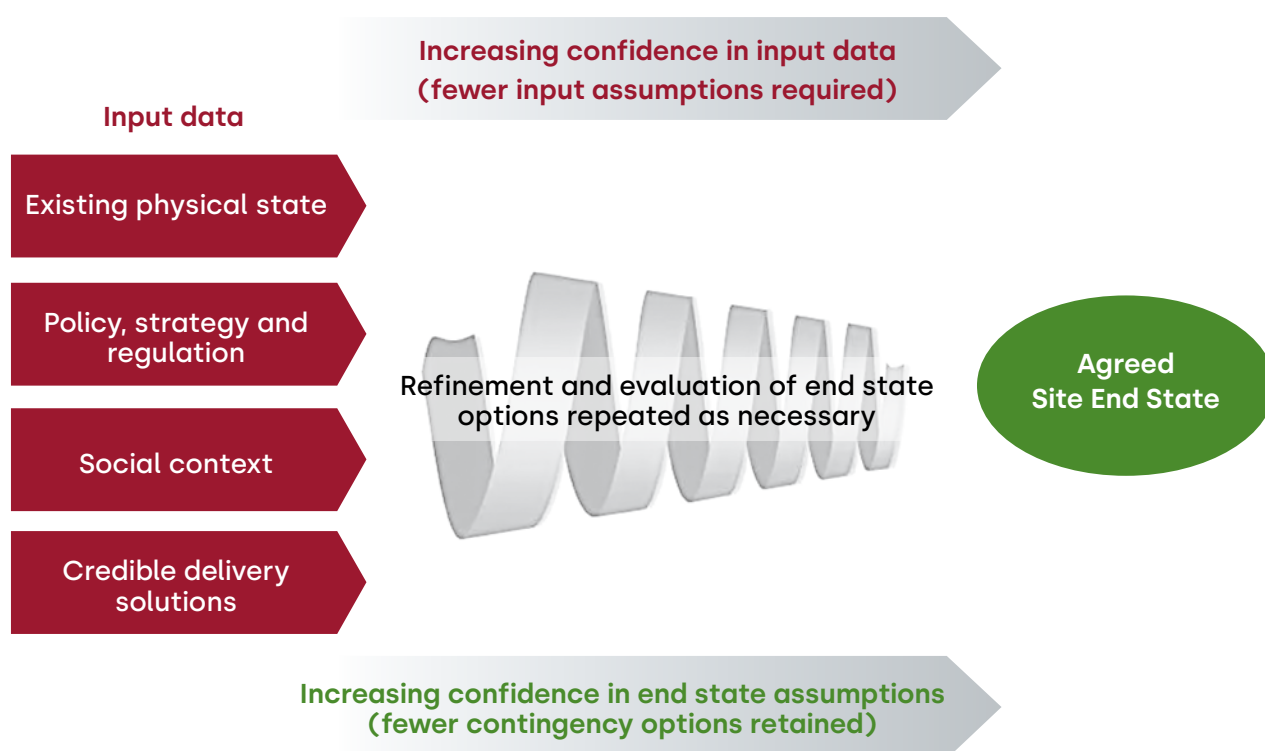 Increasing confidence in input data
(fewer input assumptions required)
Input data
Existing physical state
Policy, strategy and
regulation
Social context
Credible delivery
solutions
Refinement and evaluation of end state
options repeated as necessary
Agreed
Site End State
Increasing confidence in end state assumptions
(fewer contingency options retained)